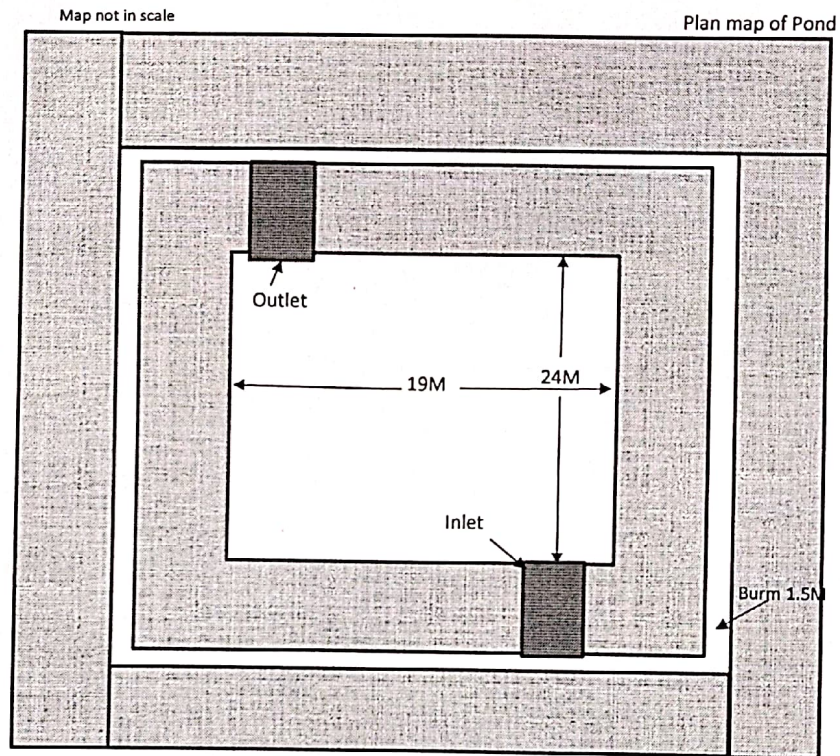 Map not in scale
Plan map of Pond
Outlet
19M
24M
Inlet
Burm 1.5M